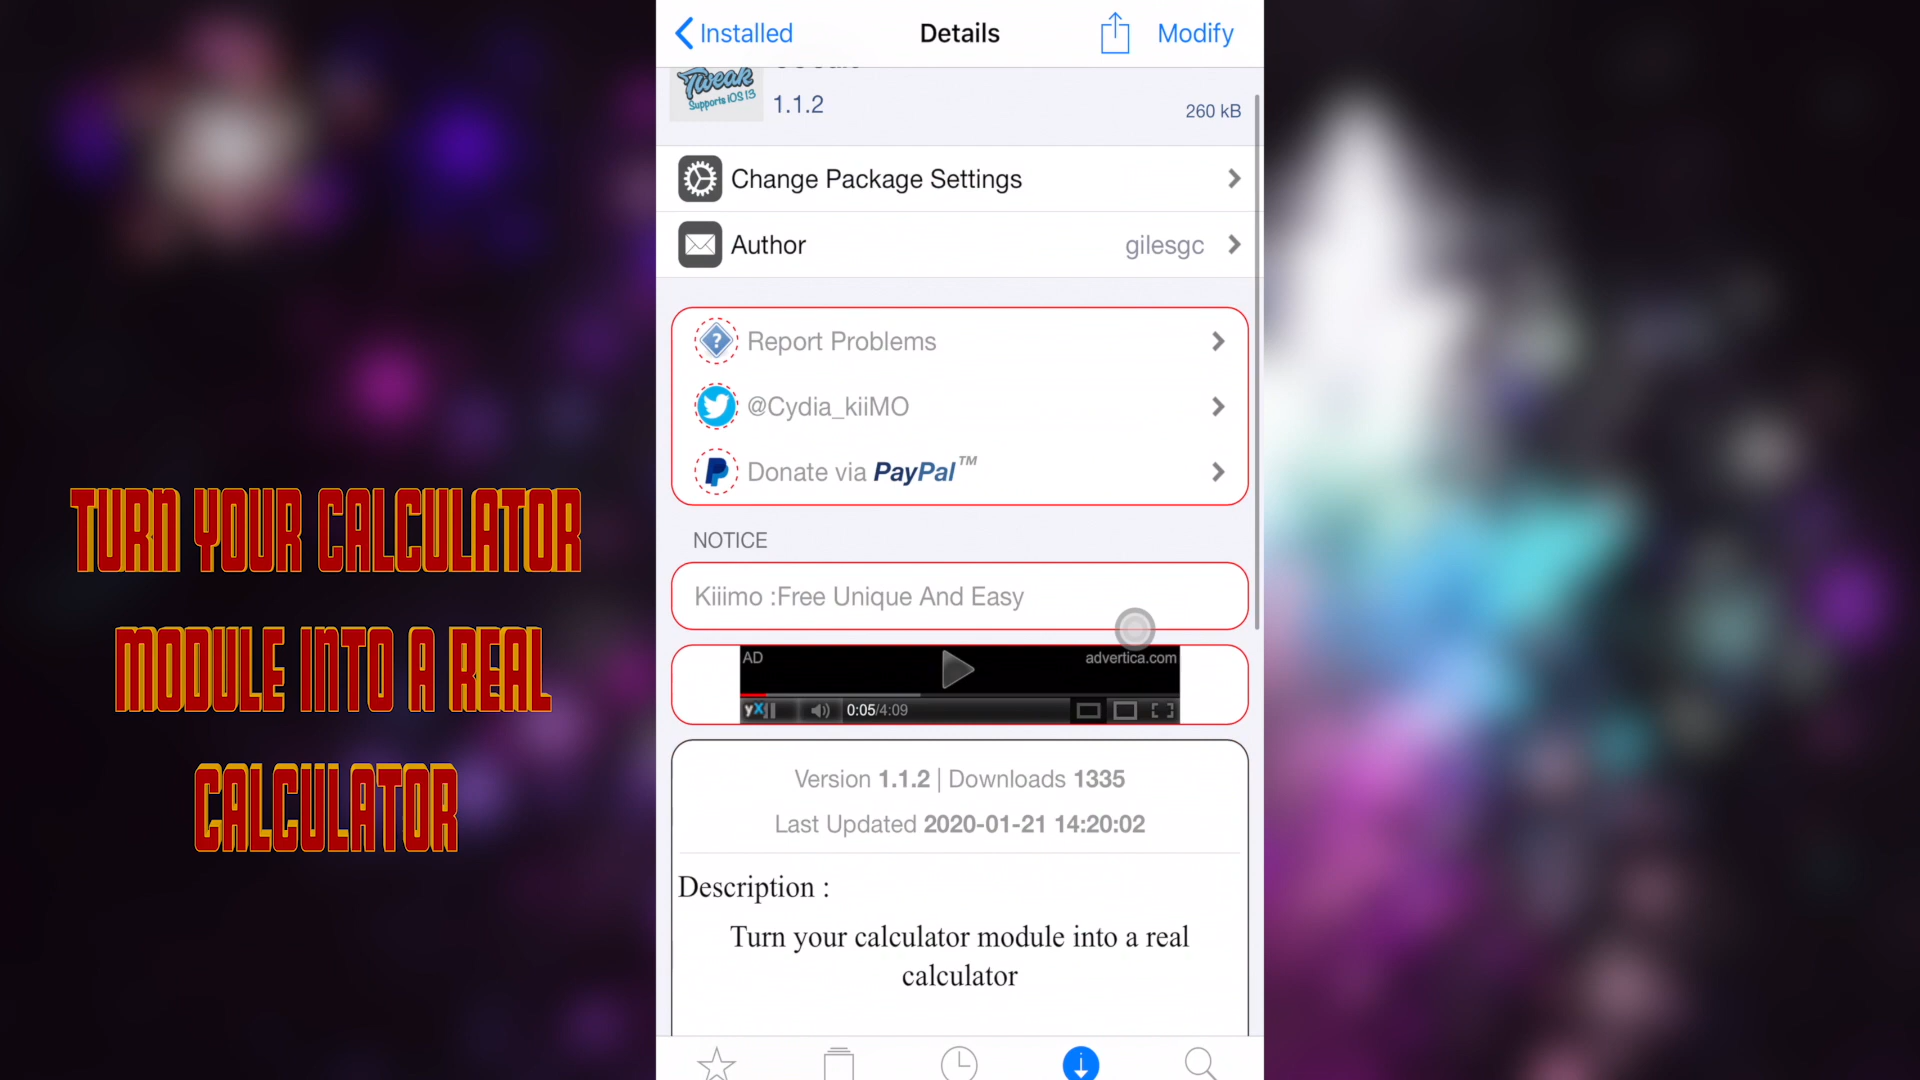 Installed
Details
Modify
Tweak
Supports iOS 13
1.1.2
260 kB
Change Package Settings
Author
gilesgc
Report Problems
@Cydia_kiiMO
Donate via PayPal™
NOTICE
Kiiimo :Free Unique And Easy
AD
advertica.com
yX
0:05/4:09
Version 1.1.2 | Downloads 1335
Last Updated 2020-01-21 14:20:02
Description :
Turn your calculator module into a real
calculator
TURN YOUR CALCULATOR
MODULE INTO A REAL
CALCULATOR